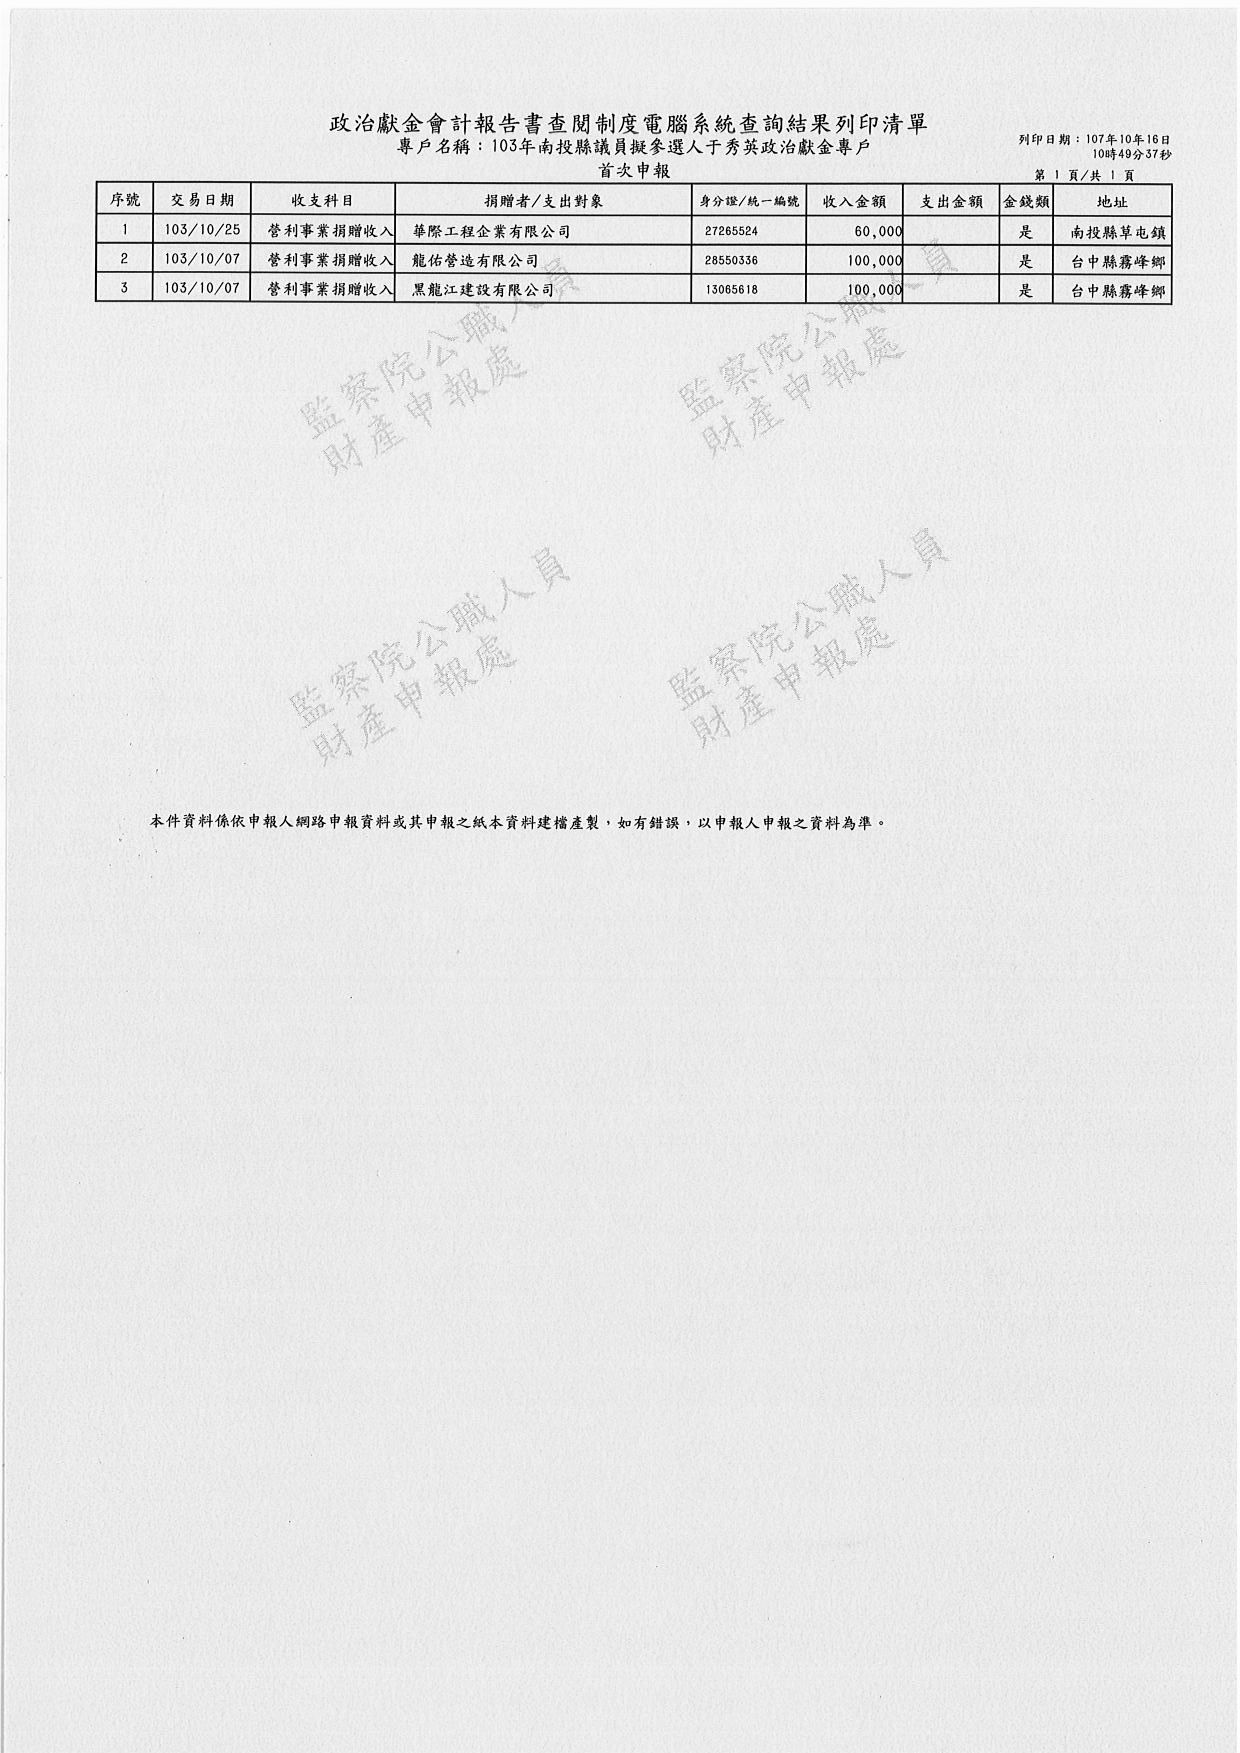 政治獻金會計報告書查閱制度電腦系統查詢結果列印清單
專戶名稱：103年南投縣議員擬參選人于秀英政治獻金專戶
首次申報
列印日期：107年10年16日
10時49分37秒
第 1 頁/共 1 頁
序號 交易日期 收支科目 捐贈者/支出對象 身分證/統一編號 收入金額 支出金額 金錢類 地址
1 103/10/25 營利事業捐贈收入 華際工程企業有限公司 27265524 60,000 是 南投縣草屯鎮
2 103/10/07 營利事業捐贈收入 龍佑營造有限公司 28550336 100,000 是 台中縣霧峰鄉
3 103/10/07 營利事業捐贈收入 黑龍江建設有限公司 13065618 100,000 是 台中縣霧峰鄉
監察院公職人員
財產申報處
監察院公職人員
財產申報處
監察院公職人員
財產申報處
監察院公職人員
財產申報處
本件資料係依申報人網路申報資料或其申報之紙本資料建檔產製，如有錯誤，以申報人申報之資料為準。